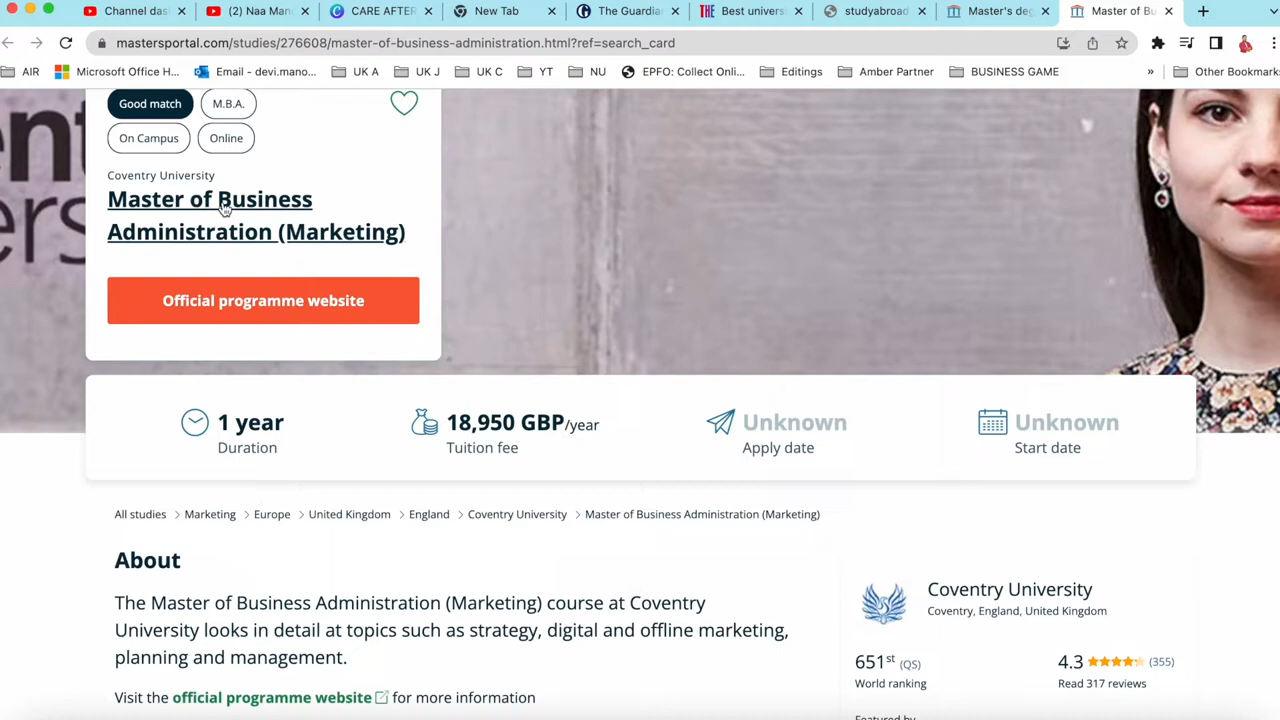 Channel das
(2) Naa Man
CARE AFTER
New Tab
The Guardia
THE Best univers
studyabroad
Master's deg
Master of Bu
mastersportal.com/studies/276608/master-of-business-administration.html?ref=search_card
AIR
Microsoft Office H...
Email - devi.mano...
UK A
UK J
UK C
YT
NU
EPFO: Collect Onli...
Editings
Amber Partner
BUSINESS GAME
»
Other Bookmarks
Good match
M.B.A.
On Campus
Online
Coventry University
Master of Business
Administration (Marketing)
Official programme website
1 year
Duration
18,950 GBP/year
Tuition fee
Unknown
Apply date
Unknown
Start date
All studies > Marketing > Europe > United Kingdom > England > Coventry University > Master of Business Administration (Marketing)
About
The Master of Business Administration (Marketing) course at Coventry
University looks in detail at topics such as strategy, digital and offline marketing,
planning and management.
Visit the official programme website for more information
Coventry University
Coventry, England, United Kingdom
651st (QS)
World ranking
4.3 (355)
Read 317 reviews
Featured by